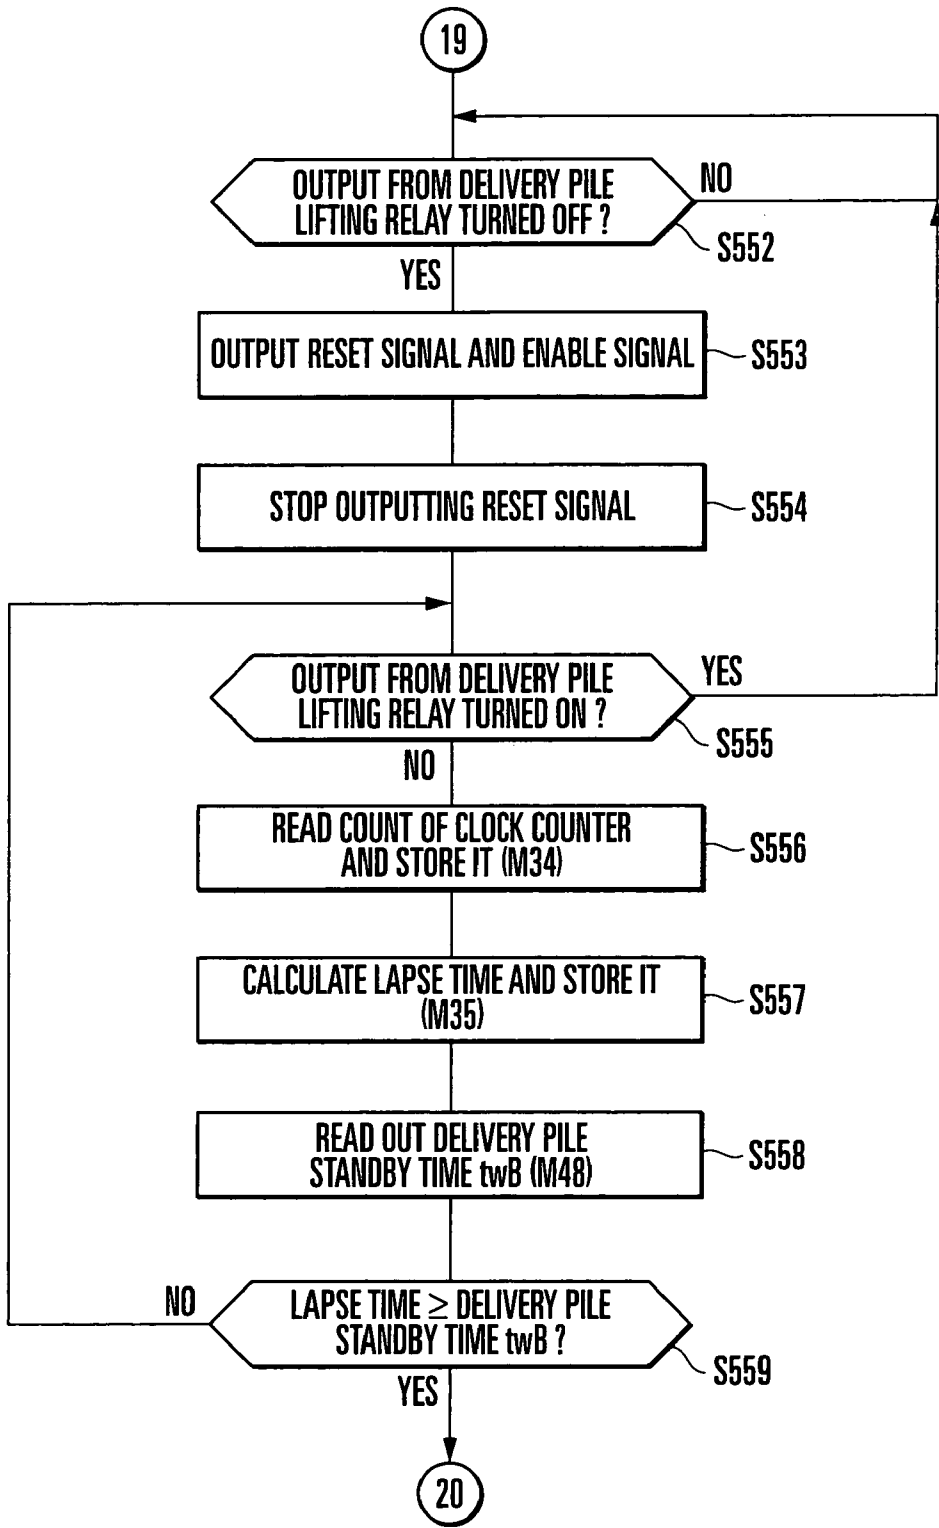 19
OUTPUT FROM DELIVERY PILE
LIFTING RELAY TURNED OFF ?
NO
S552
YES
OUTPUT RESET SIGNAL AND ENABLE SIGNAL
S553
STOP OUTPUTTING RESET SIGNAL
S554
OUTPUT FROM DELIVERY PILE
LIFTING RELAY TURNED ON ?
YES
S555
NO
READ COUNT OF CLOCK COUNTER
AND STORE IT (M34)
S556
CALCULATE LAPSE TIME AND STORE IT
(M35)
S557
READ OUT DELIVERY PILE
STANDBY TIME twB (M48)
S558
NO
LAPSE TIME ≥ DELIVERY PILE
STANDBY TIME twB ?
S559
YES
20